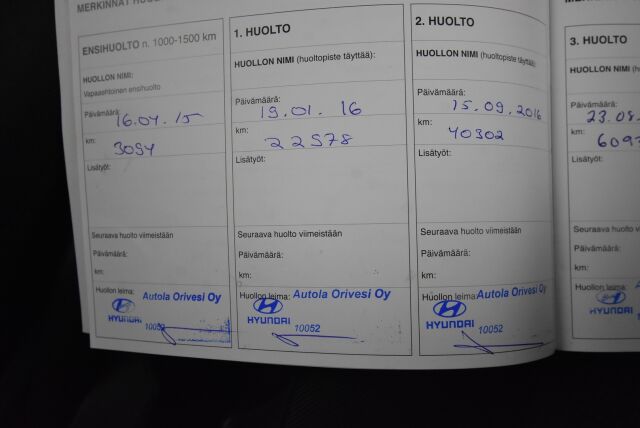 MERKINNÄT
ENSIHUOLTO n. 1000-1500 km
HUOLLON NIMI:
Vapaaehtoinen ensihuolto
Päivämäärä:
16.04.15
km:
3094
Lisätyöt:
Seuraava huolto viimeistään
Päivämäärä:
km:
Huollon leima:
Autola Orivesi Oy
HYUNDAI
10052
1. HUOLTO
HUOLLON NIMI (huoltopiste täyttää):
Päivämäärä:
19.01.16
km:
22578
Lisätyöt:
Seuraava huolto viimeistään
Päivämäärä:
km:
Huollon leima:
Autola Orivesi Oy
HYUNDAI
10052
2. HUOLTO
HUOLLON NIMI (huoltopiste täyttää):
Päivämäärä:
15.09.2016
km:
40302
Lisätyöt:
Seuraava huolto viimeistään
Päivämäärä:
km:
Huollon leima:
Autola Orivesi Oy
HYUNDAI
10052
3. HUOLTO
HUOLLON NIMI
Päivämäärä:
23.08.
km:
Lisätyöt:
Seuraava huolto
Päivämäärä:
km:
Huollon leima:
HYUNDAI